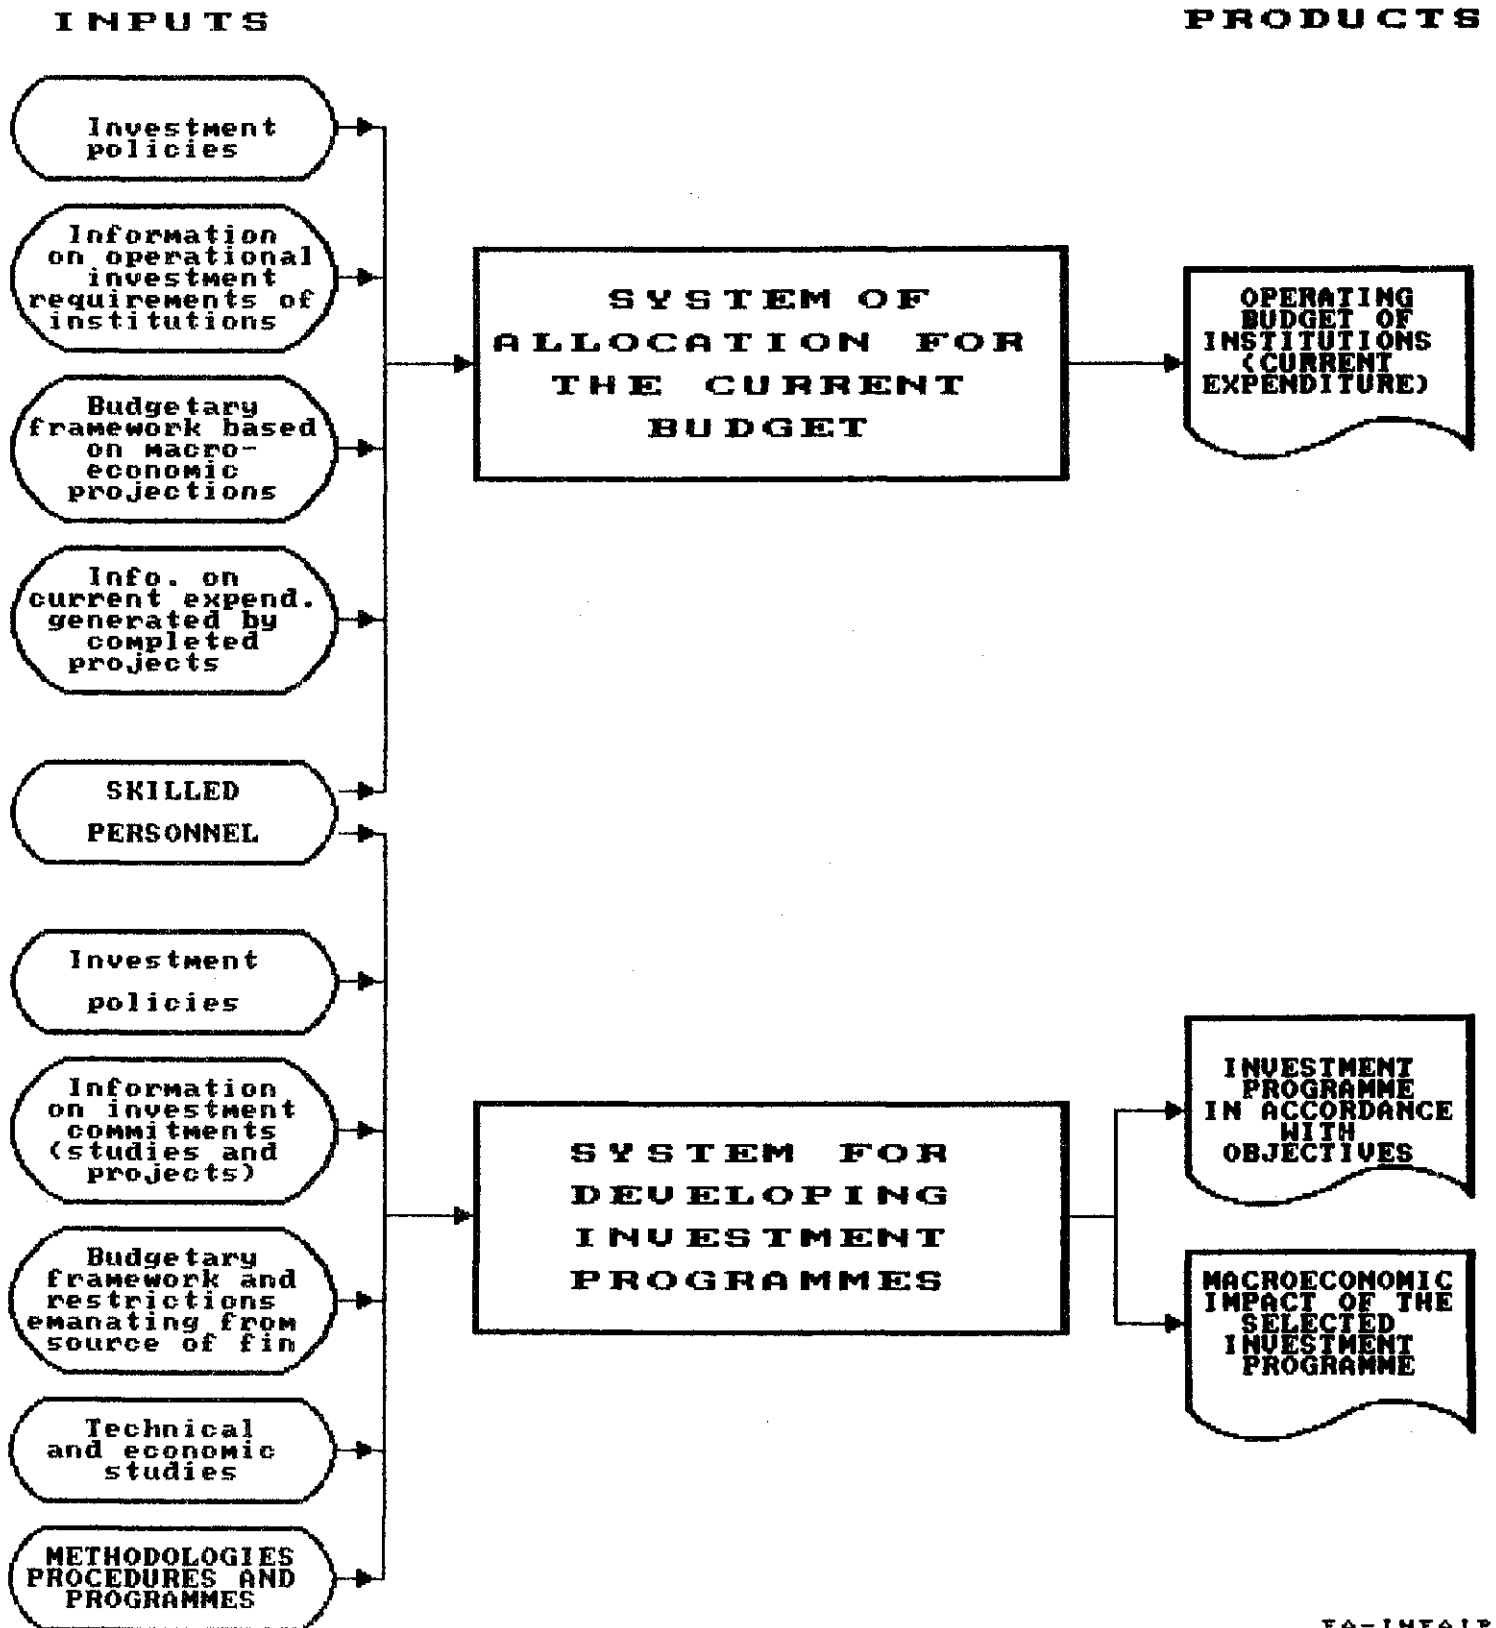 INPUTS
PRODUCTS
Investment
policies
Information
on operational
investment
requirements of
institutions
Budgetary
framework based
on macro-
economic
projections
Info. on
current expend.
generated by
completed
projects
SKILLED
PERSONNEL
SYSTEM OF
ALLOCATION FOR
THE CURRENT
BUDGET
OPERATING
BUDGET OF
INSTITUTIONS
(CURRENT
EXPENDITURE)
Investment
policies
Information
on investment
commitments
(studies and
projects)
Budgetary
framework and
restrictions
emanating from
source of fin
Technical
and economic
studies
METHODOLOGIES
PROCEDURES AND
PROGRAMMES
SYSTEM FOR
DEVELOPING
INVESTMENT
PROGRAMMES
INVESTMENT
PROGRAMME
IN ACCORDANCE
WITH
OBJECTIVES
MACROECONOMIC
IMPACT OF THE
SELECTED
INVESTMENT
PROGRAMME